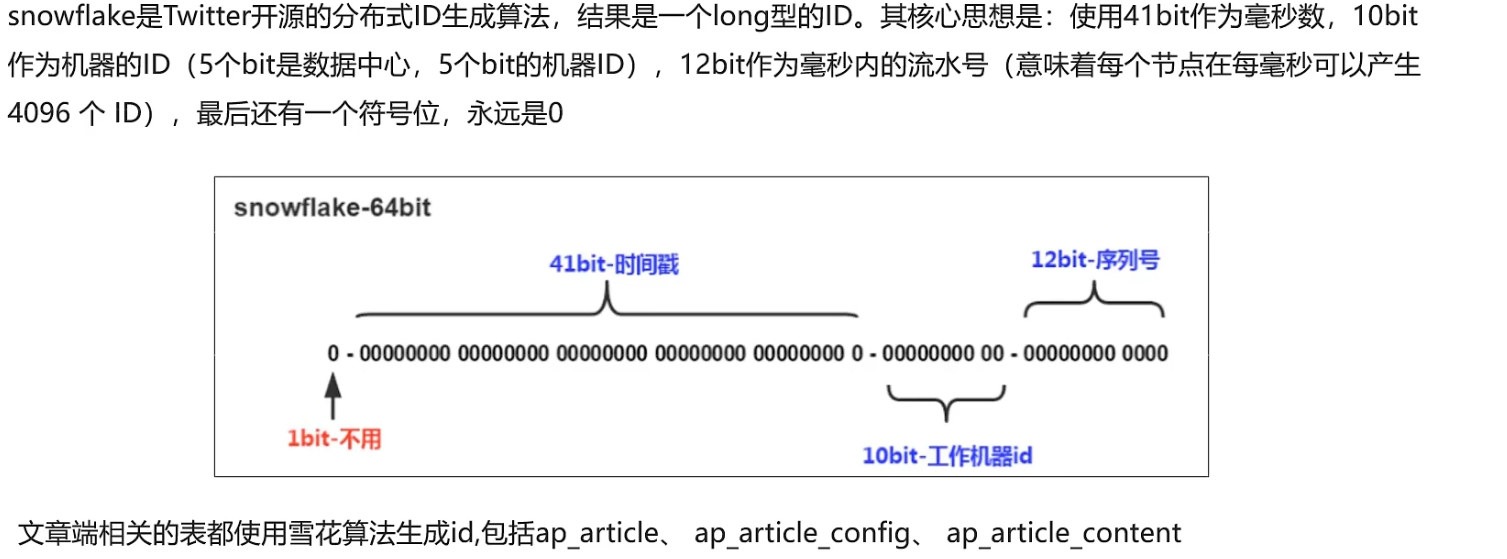 snowflake是Twitter开源的分布式ID生成算法，结果是一个long型的ID。其核心思想是：使用41bit作为毫秒数，10bit
作为机器的ID（5个bit是数据中心，5个bit的机器ID），12bit作为毫秒内的流水号（意味着每个节点在每毫秒可以产生
4096 个 ID），最后还有一个符号位，永远是0
snowflake-64bit
41bit-时间戳
12bit-序列号
0 - 00000000 00000000 00000000 00000000 00000000 0 - 00000000 00 - 00000000 0000
1bit-不用
10bit-工作机器id
文章端相关的表都使用雪花算法生成id,包括ap_article、 ap_article_config、 ap_article_content